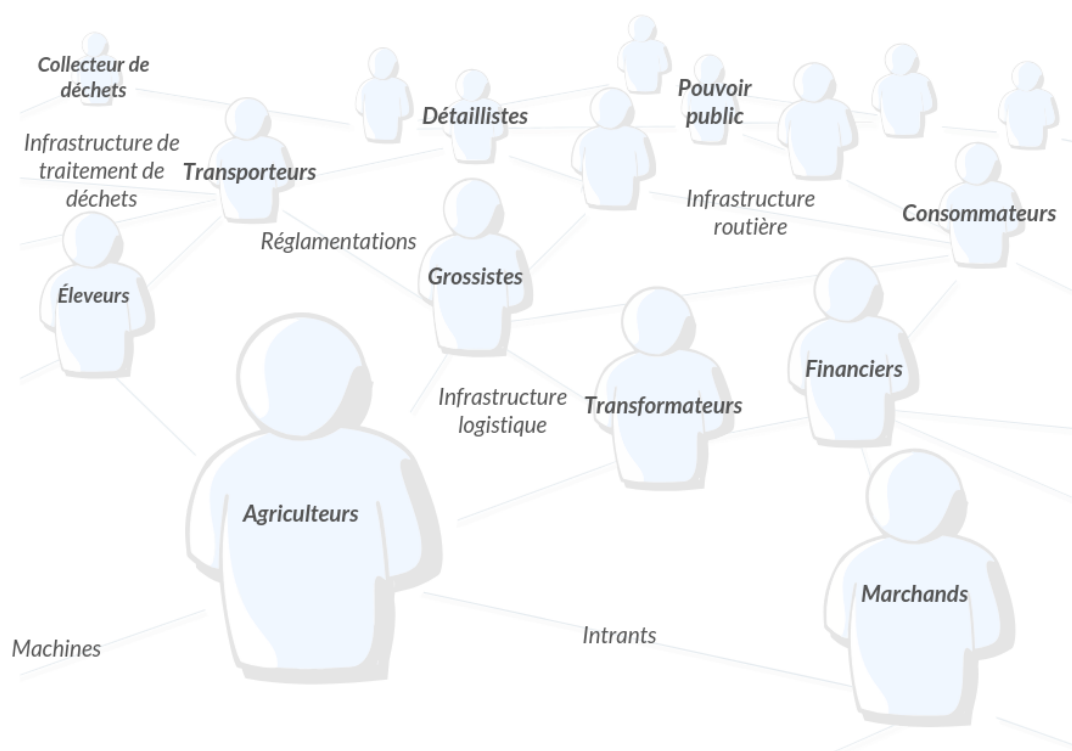 Collecteur de
déchets
Détaillistes
Pouvoir
public
Infrastructure de
traitement de
déchets
Transporteurs
Infrastructure
routière
Consommateurs
Réglamentations
Éleveurs
Grossistes
Financiers
Infrastructure
logistique
Transformateurs
Agriculteurs
Marchands
Machines
Intrants